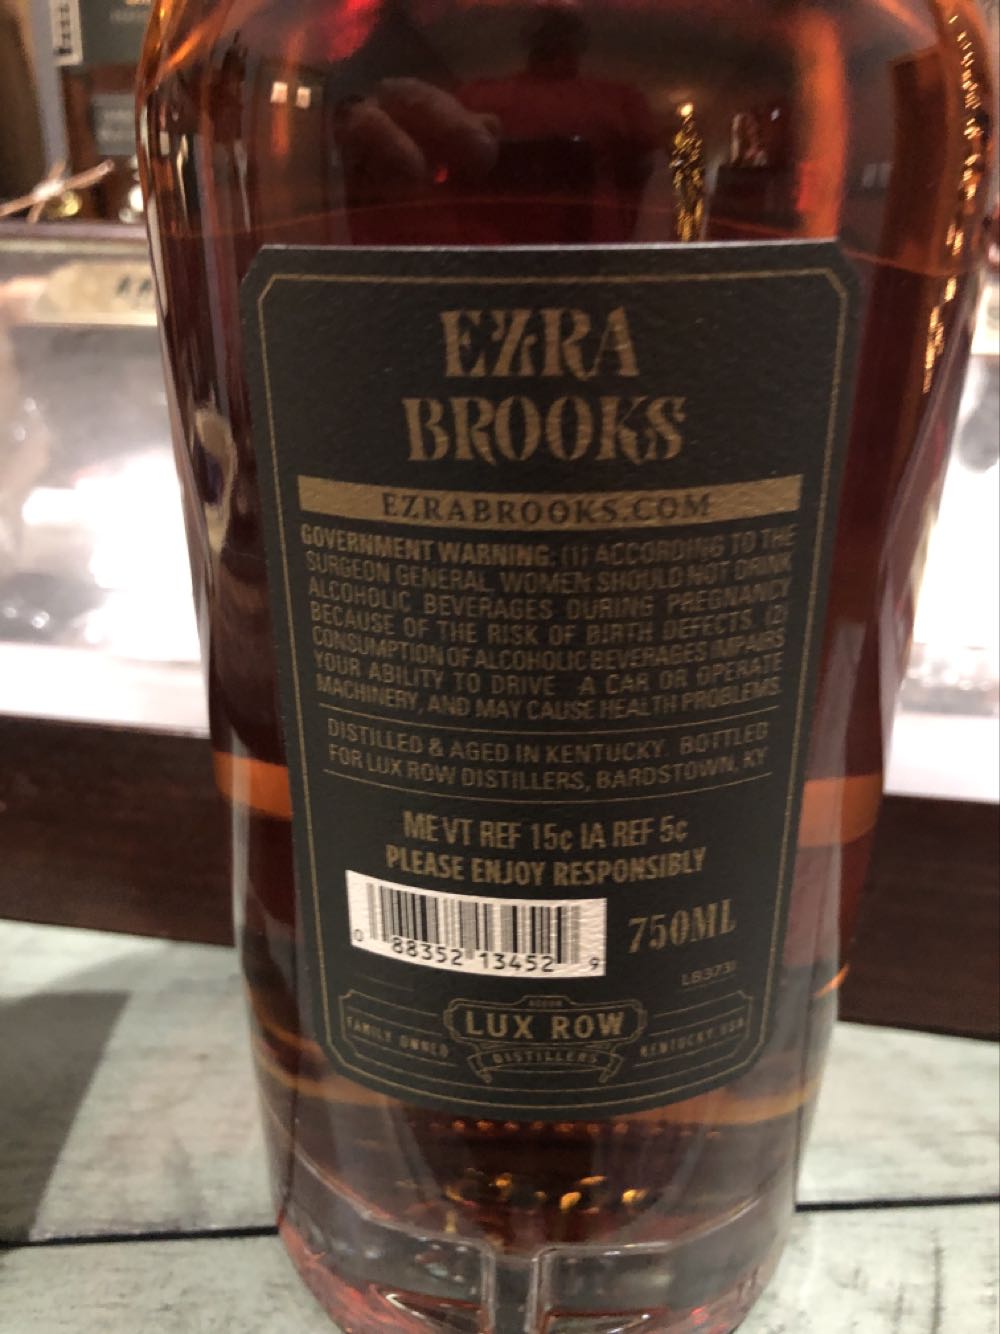 EZRA
BROOKS
EZRABROOKS.COM
GOVERNMENT WARNING: (1) ACCORDING TO THE
SURGEON GENERAL, WOMEN SHOULD NOT DRINK
ALCOHOLIC BEVERAGES DURING PREGNANCY
BECAUSE OF THE RISK OF BIRTH DEFECTS. (2)
CONSUMPTION OF ALCOHOLIC BEVERAGES IMPAIRS
YOUR ABILITY TO DRIVE A CAR OR OPERATE
MACHINERY, AND MAY CAUSE HEALTH PROBLEMS.
DISTILLED & AGED IN KENTUCKY. BOTTLED
FOR LUX ROW DISTILLERS, BARDSTOWN, KY
ME VT REF 15¢ IA REF 5¢
PLEASE ENJOY RESPONSIBLY
0 88352 13452 9
750ML
LUX ROW
DISTILLERS
FAMILY OWNED
KENTUCKY, USA